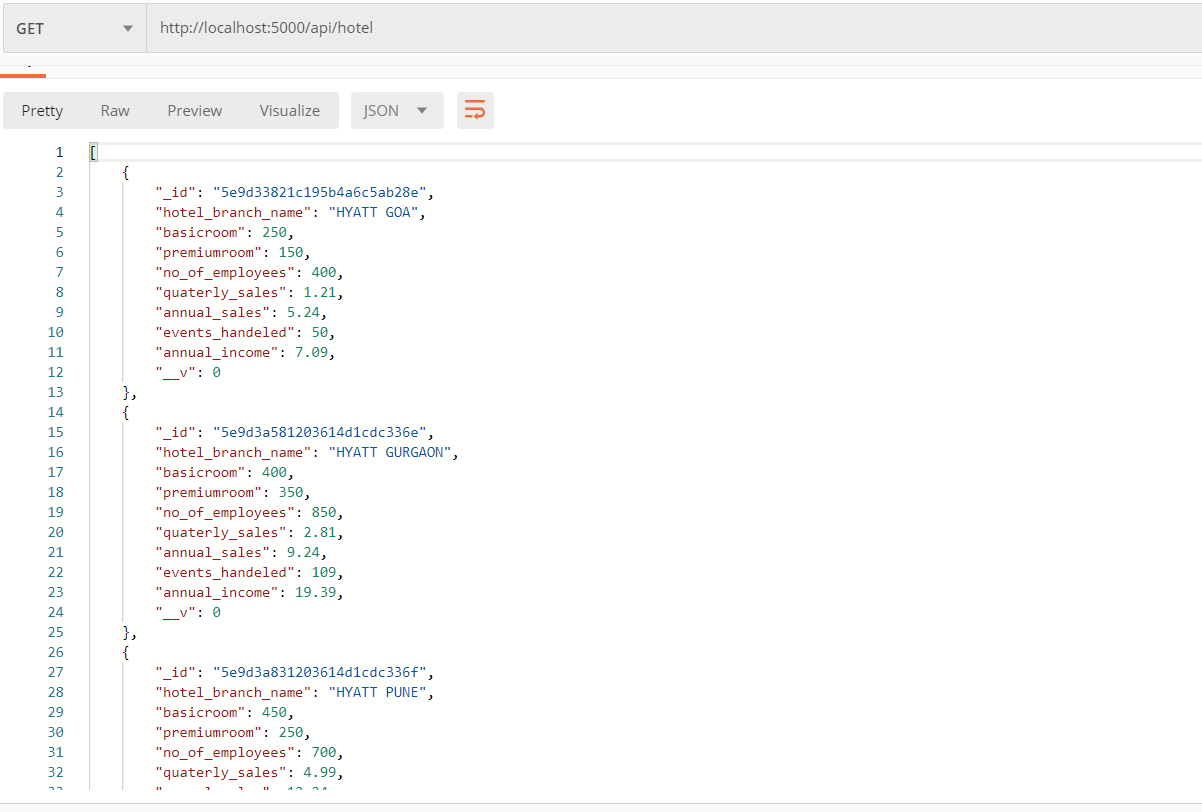 GET http://localhost:5000/api/hotel
Pretty Raw Preview Visualize JSON
1 [
2 {
3 "_id": "5e9d33821c195b4a6c5ab28e",
4 "hotel_branch_name": "HYATT GOA",
5 "basicroom": 250,
6 "premiumroom": 150,
7 "no_of_employees": 400,
8 "quaterly_sales": 1.21,
9 "annual_sales": 5.24,
10 "events_handeled": 50,
11 "annual_income": 7.09,
12 "__v": 0
13 },
14 {
15 "_id": "5e9d3a581203614d1cdc336e",
16 "hotel_branch_name": "HYATT GURGAON",
17 "basicroom": 400,
18 "premiumroom": 350,
19 "no_of_employees": 850,
20 "quaterly_sales": 2.81,
21 "annual_sales": 9.24,
22 "events_handeled": 109,
23 "annual_income": 19.39,
24 "__v": 0
25 },
26 {
27 "_id": "5e9d3a831203614d1cdc336f",
28 "hotel_branch_name": "HYATT PUNE",
29 "basicroom": 450,
30 "premiumroom": 250,
31 "no_of_employees": 700,
32 "quaterly_sales": 4.99,